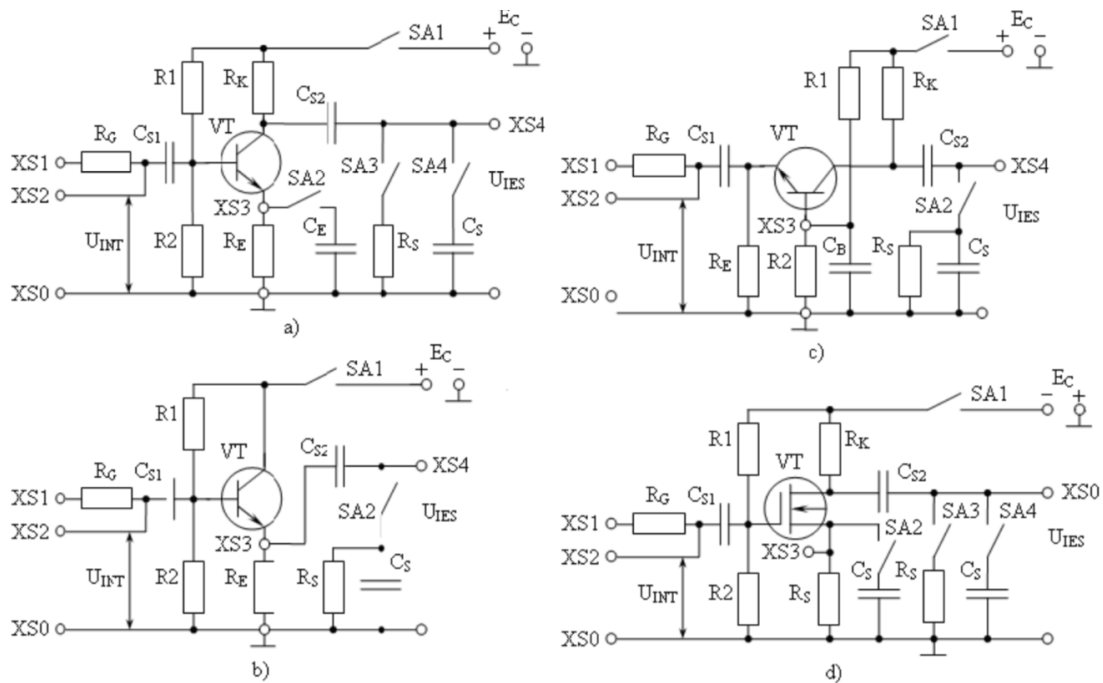 E_C
+ −
SA1
R1
R_K
C_S2
XS4
R_G
C_S1
VT
SA3
SA4
XS1
XS2
SA2
U_IES
XS3
U_INT
R2
R_E
C_E
R_S
C_S
XS0
a)
E_C
+ −
SA1
R1
VT
C_S2
XS4
R_G
C_S1
XS1
XS2
SA2
U_IES
XS3
U_INT
R2
R_E
R_S
C_S
XS0
b)
SA1
E_C
+ −
R1
R_K
R_G
C_S1
VT
C_S2
XS1
XS4
XS2
SA2
U_IES
XS3
U_INT
R_E
R2
C_B
R_S
C_S
XS0
c)
E_C
− +
SA1
R1
R_K
VT
C_S2
XS0
R_G
C_S1
SA3
SA4
XS1
SA2
U_IES
XS2
XS3
U_INT
R2
R_S
C_S
R_S
C_S
XS0
d)